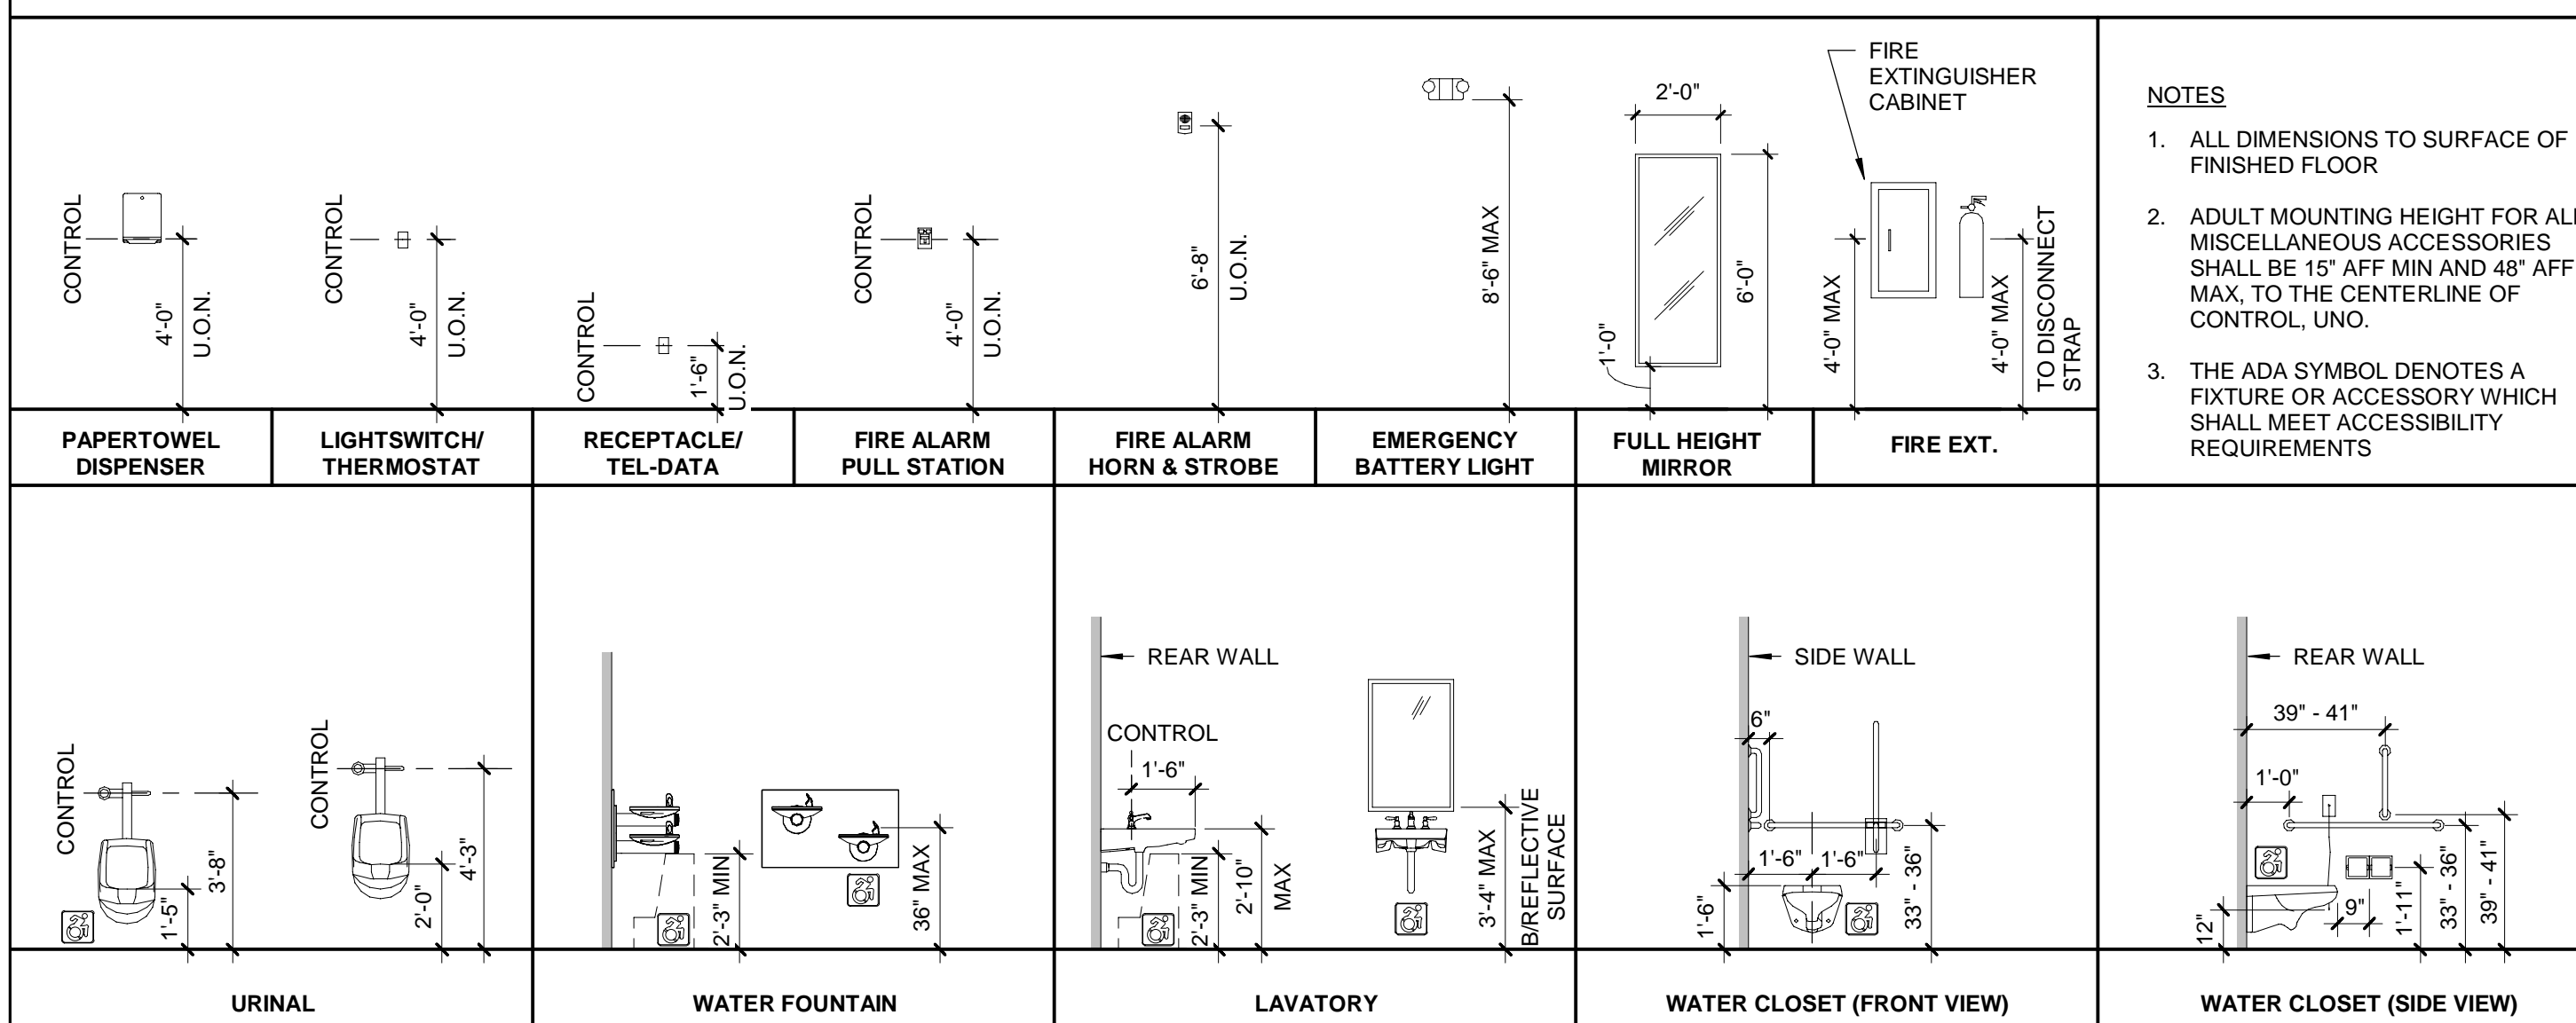 CONTROL
4'-0"
U.O.N.
PAPERTOWEL
DISPENSER
CONTROL
4'-0"
U.O.N.
LIGHTSWITCH/
THERMOSTAT
CONTROL
1'-6"
U.O.N.
RECEPTACLE/
TEL-DATA
CONTROL
4'-0"
U.O.N.
FIRE ALARM
PULL STATION
6'-8"
U.O.N.
FIRE ALARM
HORN & STROBE
8'-6" MAX
EMERGENCY
BATTERY LIGHT
2'-0"
1'-0"
6'-0"
FULL HEIGHT
MIRROR
FIRE
EXTINGUISHER
CABINET
4'-0" MAX
4'-0" MAX
TO DISCONNECT
STRAP
FIRE EXT.
NOTES
1. ALL DIMENSIONS TO SURFACE OF
FINISHED FLOOR
2. ADULT MOUNTING HEIGHT FOR ALL
MISCELLANEOUS ACCESSORIES
SHALL BE 15" AFF MIN AND 48" AFF
MAX, TO THE CENTERLINE OF
CONTROL, UNO.
3. THE ADA SYMBOL DENOTES A
FIXTURE OR ACCESSORY WHICH
SHALL MEET ACCESSIBILITY
REQUIREMENTS
CONTROL
1'-5"
3'-8"
CONTROL
2'-0"
4'-3"
URINAL
2'-3" MIN
36" MAX
WATER FOUNTAIN
REAR WALL
CONTROL
1'-6"
2'-3" MIN
2'-10"
MAX
3'-4" MAX
B/REFLECTIVE
SURFACE
LAVATORY
SIDE WALL
6"
1'-6"
1'-6"
1'-6"
33" - 36"
WATER CLOSET (FRONT VIEW)
REAR WALL
39" - 41"
1'-0"
12"
9"
1'-11"
33" - 36"
39" - 41"
WATER CLOSET (SIDE VIEW)